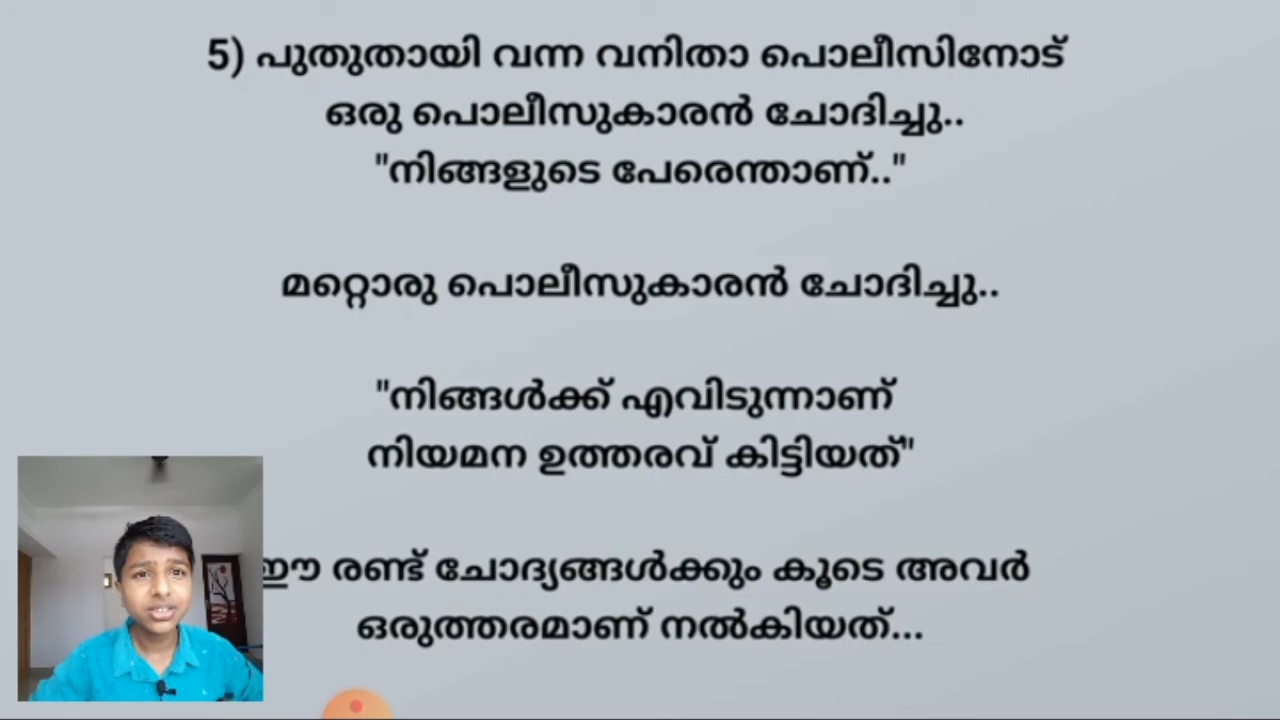 5) പുതുതായി വന്ന വനിതാ പൊലീസിനോട്
ഒരു പൊലീസുകാരൻ ചോദിച്ചു..
"നിങ്ങളുടെ പേരെന്താണ്.."
മറ്റൊരു പൊലീസുകാരൻ ചോദിച്ചു..
"നിങ്ങൾക്ക് എവിടുന്നാണ്
നിയമന ഉത്തരവ് കിട്ടിയത്"
ഈ രണ്ട് ചോദ്യങ്ങൾക്കും കൂടെ അവർ
ഒരുത്തരമാണ് നൽകിയത്...